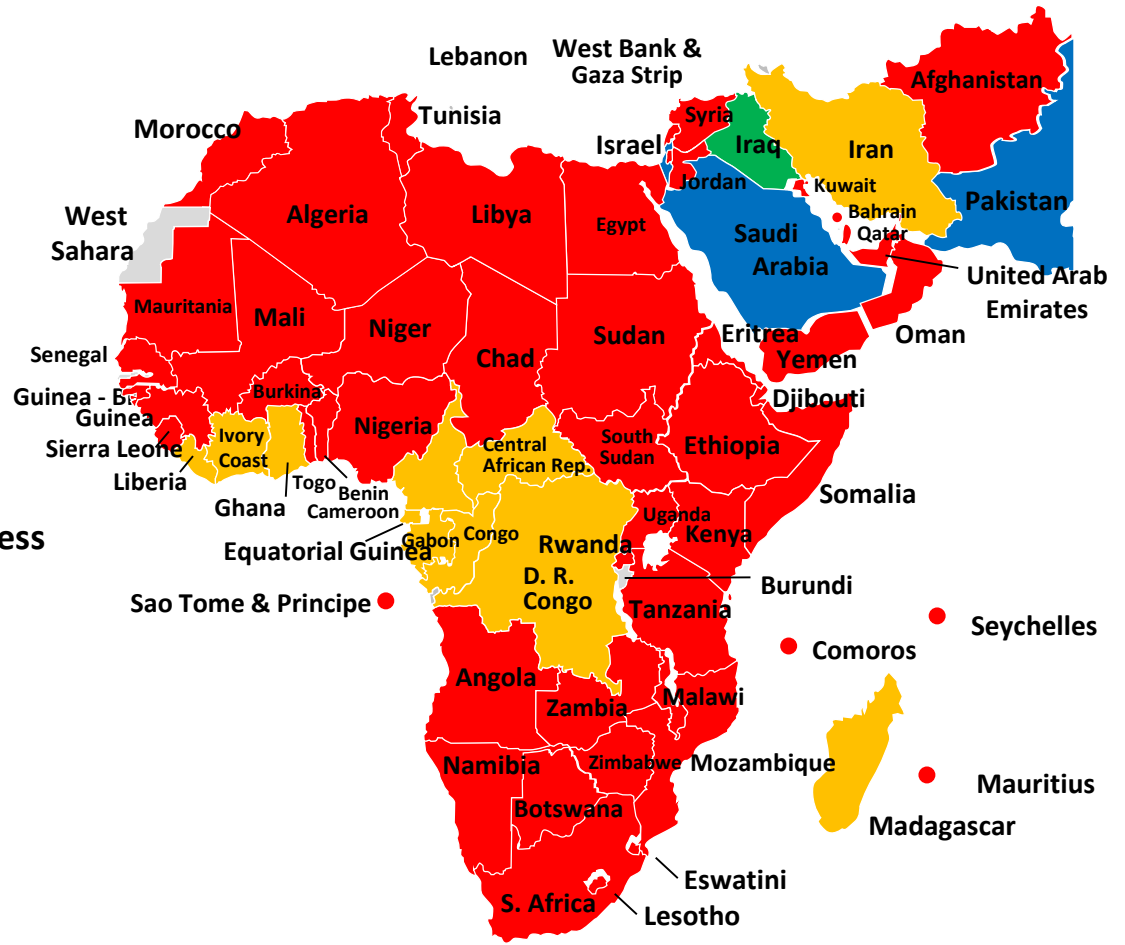 Lebanon
West Bank &
Gaza Strip
Afghanistan
Morocco
Tunisia
Syria
Israel
Iraq
Iran
Jordan
Kuwait
West
Sahara
Algeria
Libya
Egypt
Saudi
Arabia
Bahrain
Qatar
Pakistan
United Arab
Emirates
Mauritania
Mali
Niger
Chad
Sudan
Eritrea
Yemen
Oman
Senegal
Guinea - B
Guinea
Sierra Leone
Liberia
Burkina
Ivory
Coast
Ghana
Togo
Benin
Nigeria
Cameroon
Central
African Rep.
South
Sudan
Ethiopia
Djibouti
Somalia
ess
Equatorial Guinea
Gabon
Congo
Rwanda
Uganda
Kenya
D. R.
Congo
Burundi
Sao Tome & Principe
Tanzania
Seychelles
Comoros
Angola
Zambia
Malawi
Namibia
Zimbabwe
Mozambique
Botswana
Mauritius
Madagascar
Eswatini
S. Africa
Lesotho